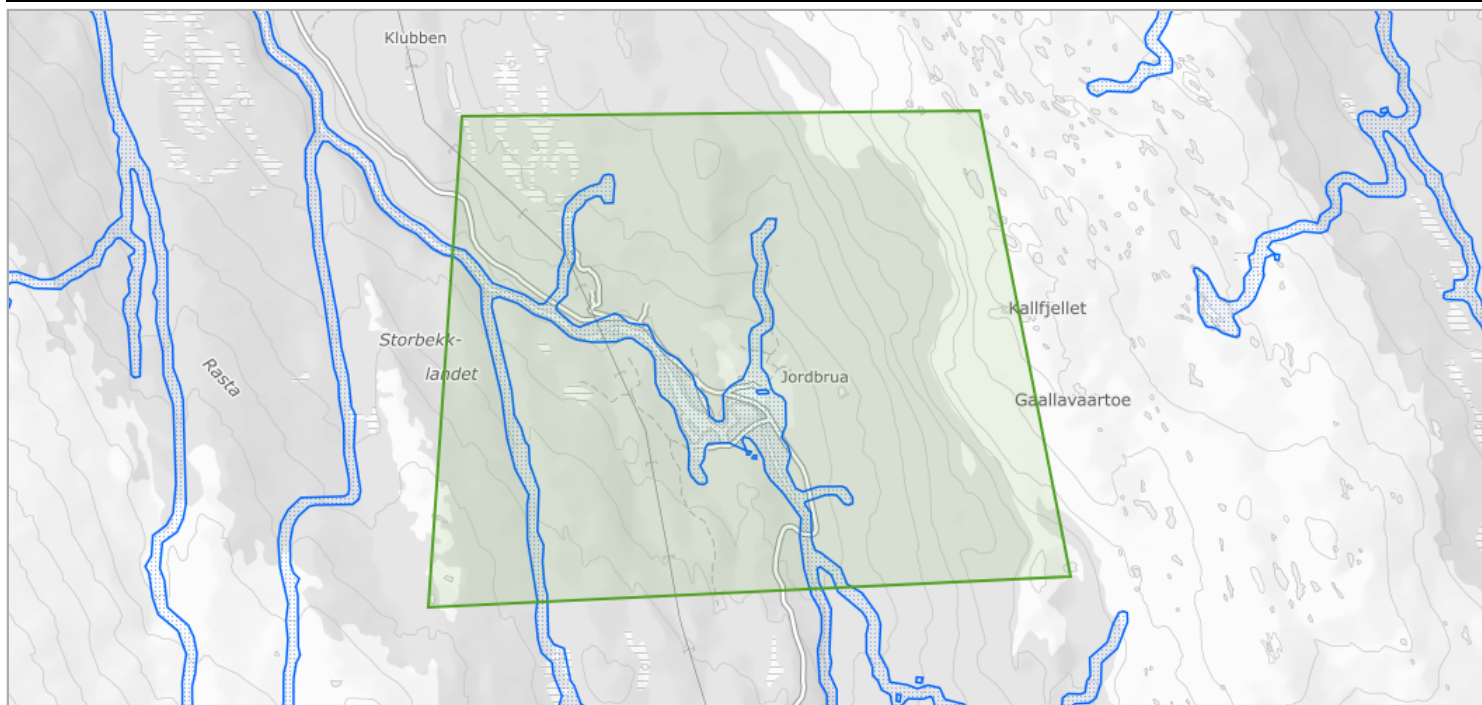 Klubben
Kallfjellet
Storbekk-
landet
Rasta
Jordbrua
Gaallavaartoe